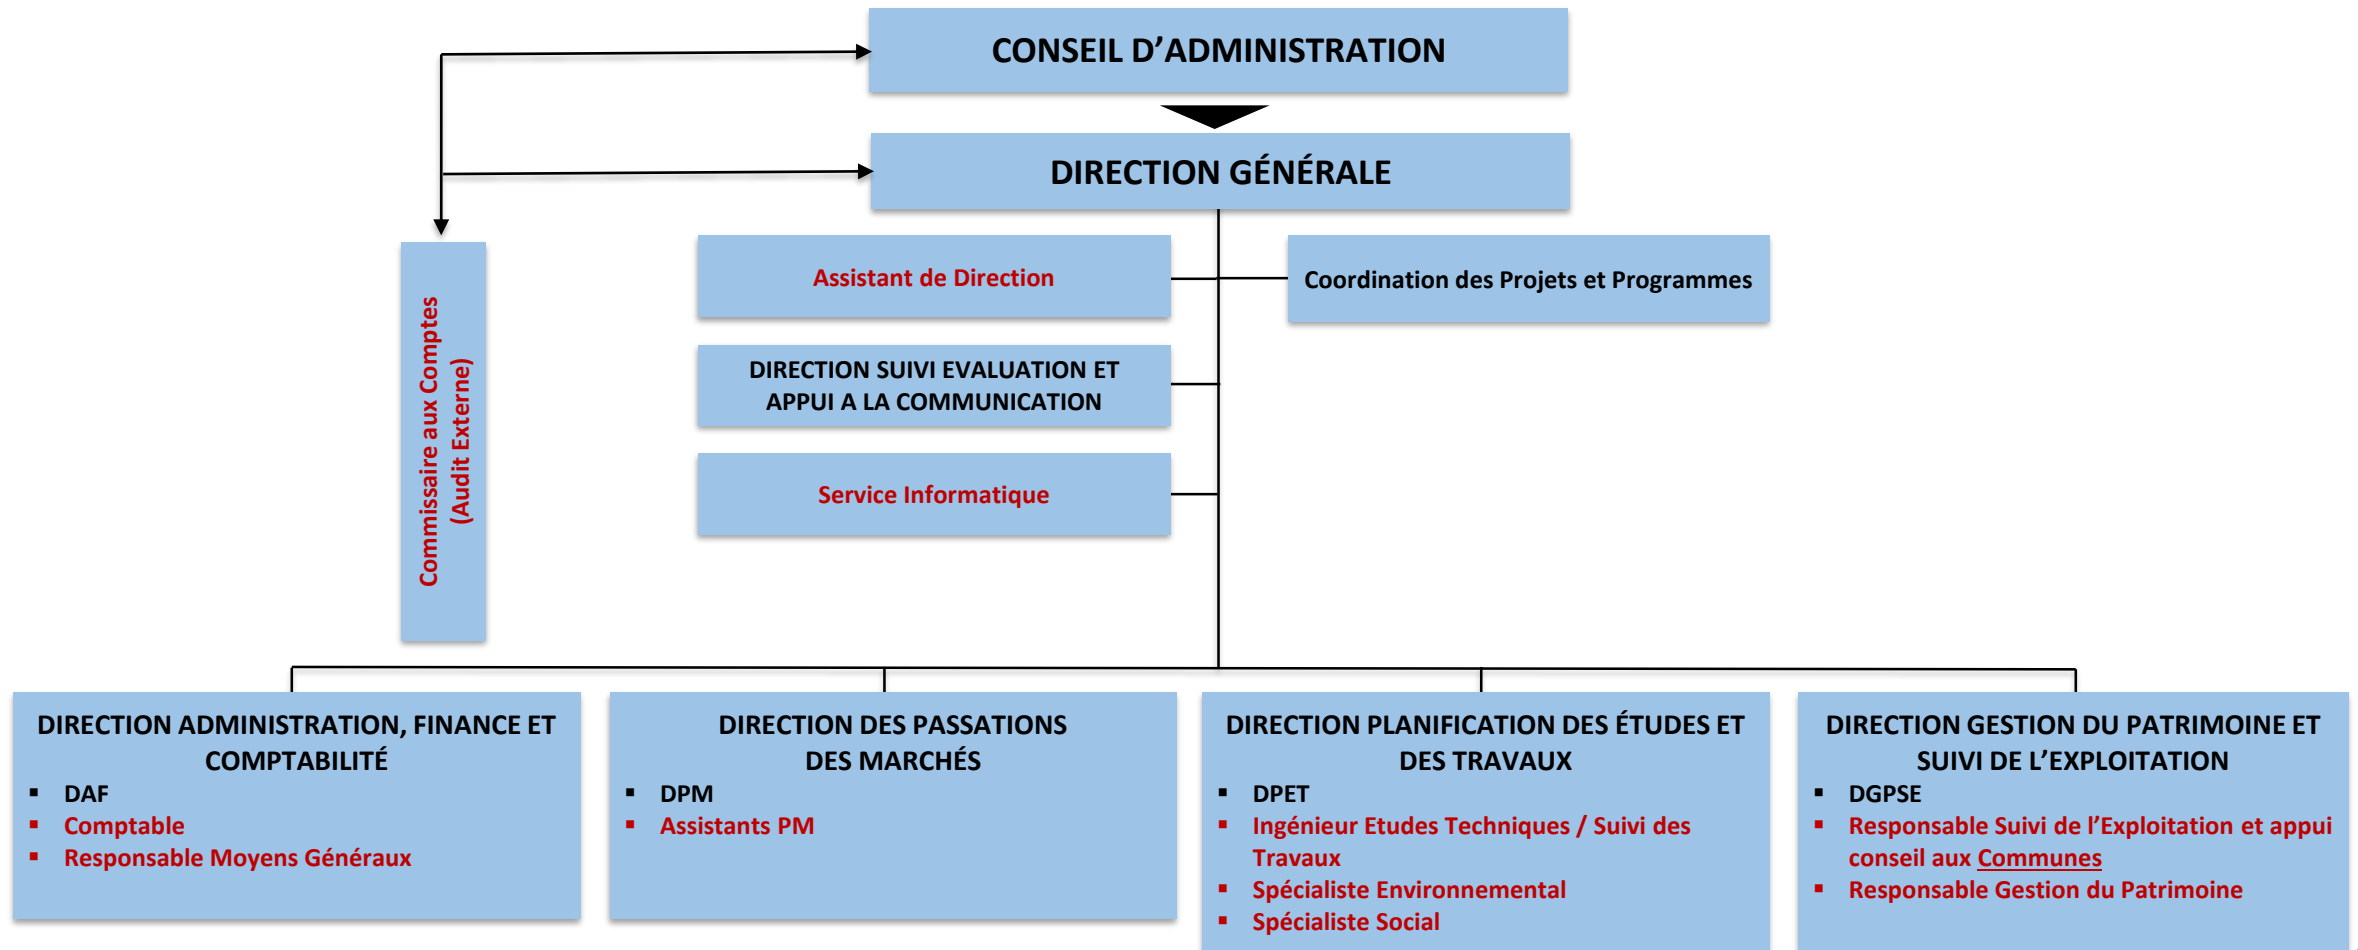 CONSEIL D’ADMINISTRATION
DIRECTION GÉNÉRALE
Assistant de Direction
Coordination des Projets et Programmes
DIRECTION SUIVI EVALUATION ET
APPUI A LA COMMUNICATION
Service Informatique
Commissaire aux Comptes
(Audit Externe)
DIRECTION ADMINISTRATION, FINANCE ET
COMPTABILITÉ
▪ DAF
▪ Comptable
▪ Responsable Moyens Généraux
DIRECTION DES PASSATIONS
DES MARCHÉS
▪ DPM
▪ Assistants PM
DIRECTION PLANIFICATION DES ÉTUDES ET
DES TRAVAUX
▪ DPET
▪ Ingénieur Etudes Techniques / Suivi des
Travaux
▪ Spécialiste Environnemental
▪ Spécialiste Social
DIRECTION GESTION DU PATRIMOINE ET
SUIVI DE L’EXPLOITATION
▪ DGPSE
▪ Responsable Suivi de l’Exploitation et appui
conseil aux Communes
▪ Responsable Gestion du Patrimoine